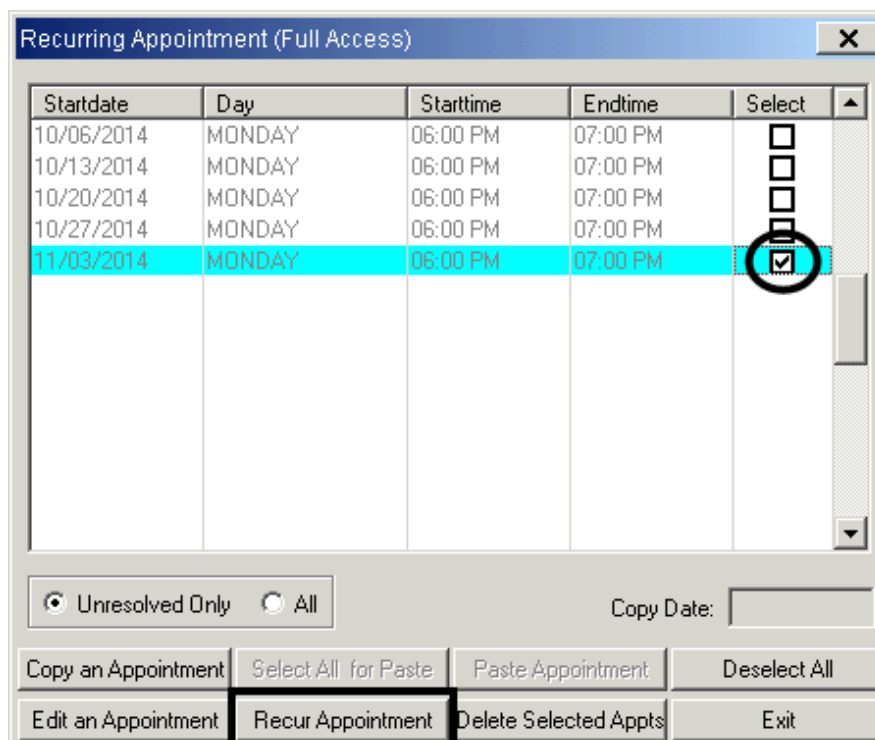 Recurring Appointment (Full Access)
Startdate Day Starttime Endtime Select
10/06/2014 MONDAY 06:00 PM 07:00 PM
10/13/2014 MONDAY 06:00 PM 07:00 PM
10/20/2014 MONDAY 06:00 PM 07:00 PM
10/27/2014 MONDAY 06:00 PM 07:00 PM
11/03/2014 MONDAY 06:00 PM 07:00 PM
Unresolved Only All Copy Date:
Copy an Appointment Select All for Paste Paste Appointment Deselect All
Edit an Appointment Recur Appointment Delete Selected Appts Exit